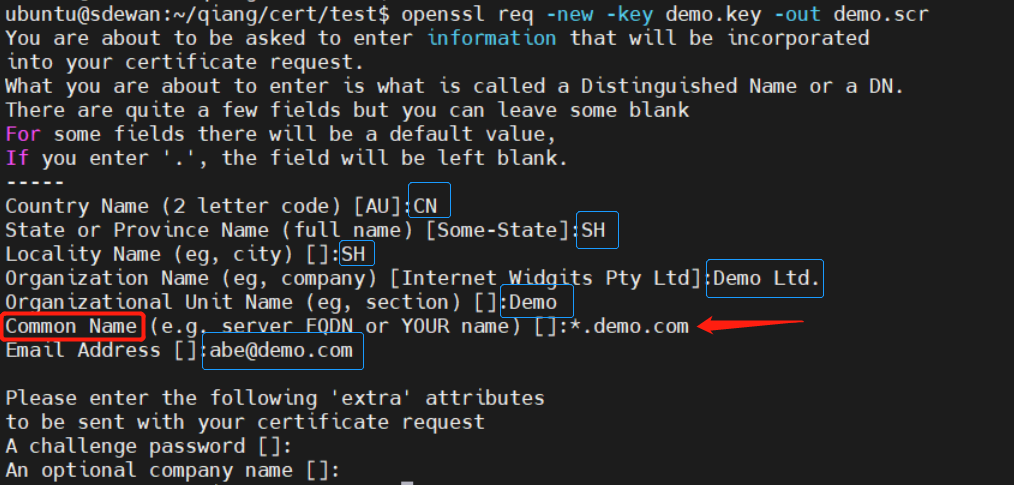 ubuntu@sdewan:~/qiang/cert/test$ openssl req -new -key demo.key -out demo.scr
You are about to be asked to enter information that will be incorporated
into your certificate request.
What you are about to enter is what is called a Distinguished Name or a DN.
There are quite a few fields but you can leave some blank
For some fields there will be a default value,
If you enter '.', the field will be left blank.
-----
Country Name (2 letter code) [AU]:CN
State or Province Name (full name) [Some-State]:SH
Locality Name (eg, city) []:SH
Organization Name (eg, company) [Internet Widgits Pty Ltd]:Demo Ltd.
Organizational Unit Name (eg, section) []:Demo
Common Name (e.g. server FQDN or YOUR name) []:*.demo.com
Email Address []:abe@demo.com

Please enter the following 'extra' attributes
to be sent with your certificate request
A challenge password []:
An optional company name []: